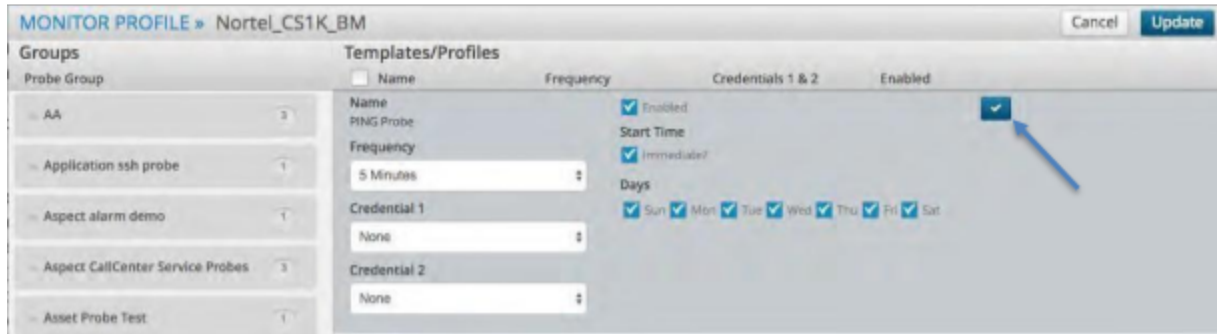 MONITOR PROFILE » Nortel_CS1K_BM
Cancel
Update
Groups
Templates/Profiles
Probe Group
Name
Frequency
Credentials 1 & 2
Enabled
AA
3
Application ssh probe
1
Aspect alarm demo
1
Aspect CallCenter Service Probes
3
Asset Probe Test
1
Name
PING Probe
Frequency
5 Minutes
Credential 1
None
Credential 2
None
Enabled
Start Time
Immediate?
Days
Sun Mon Tue Wed Thu Fri Sat